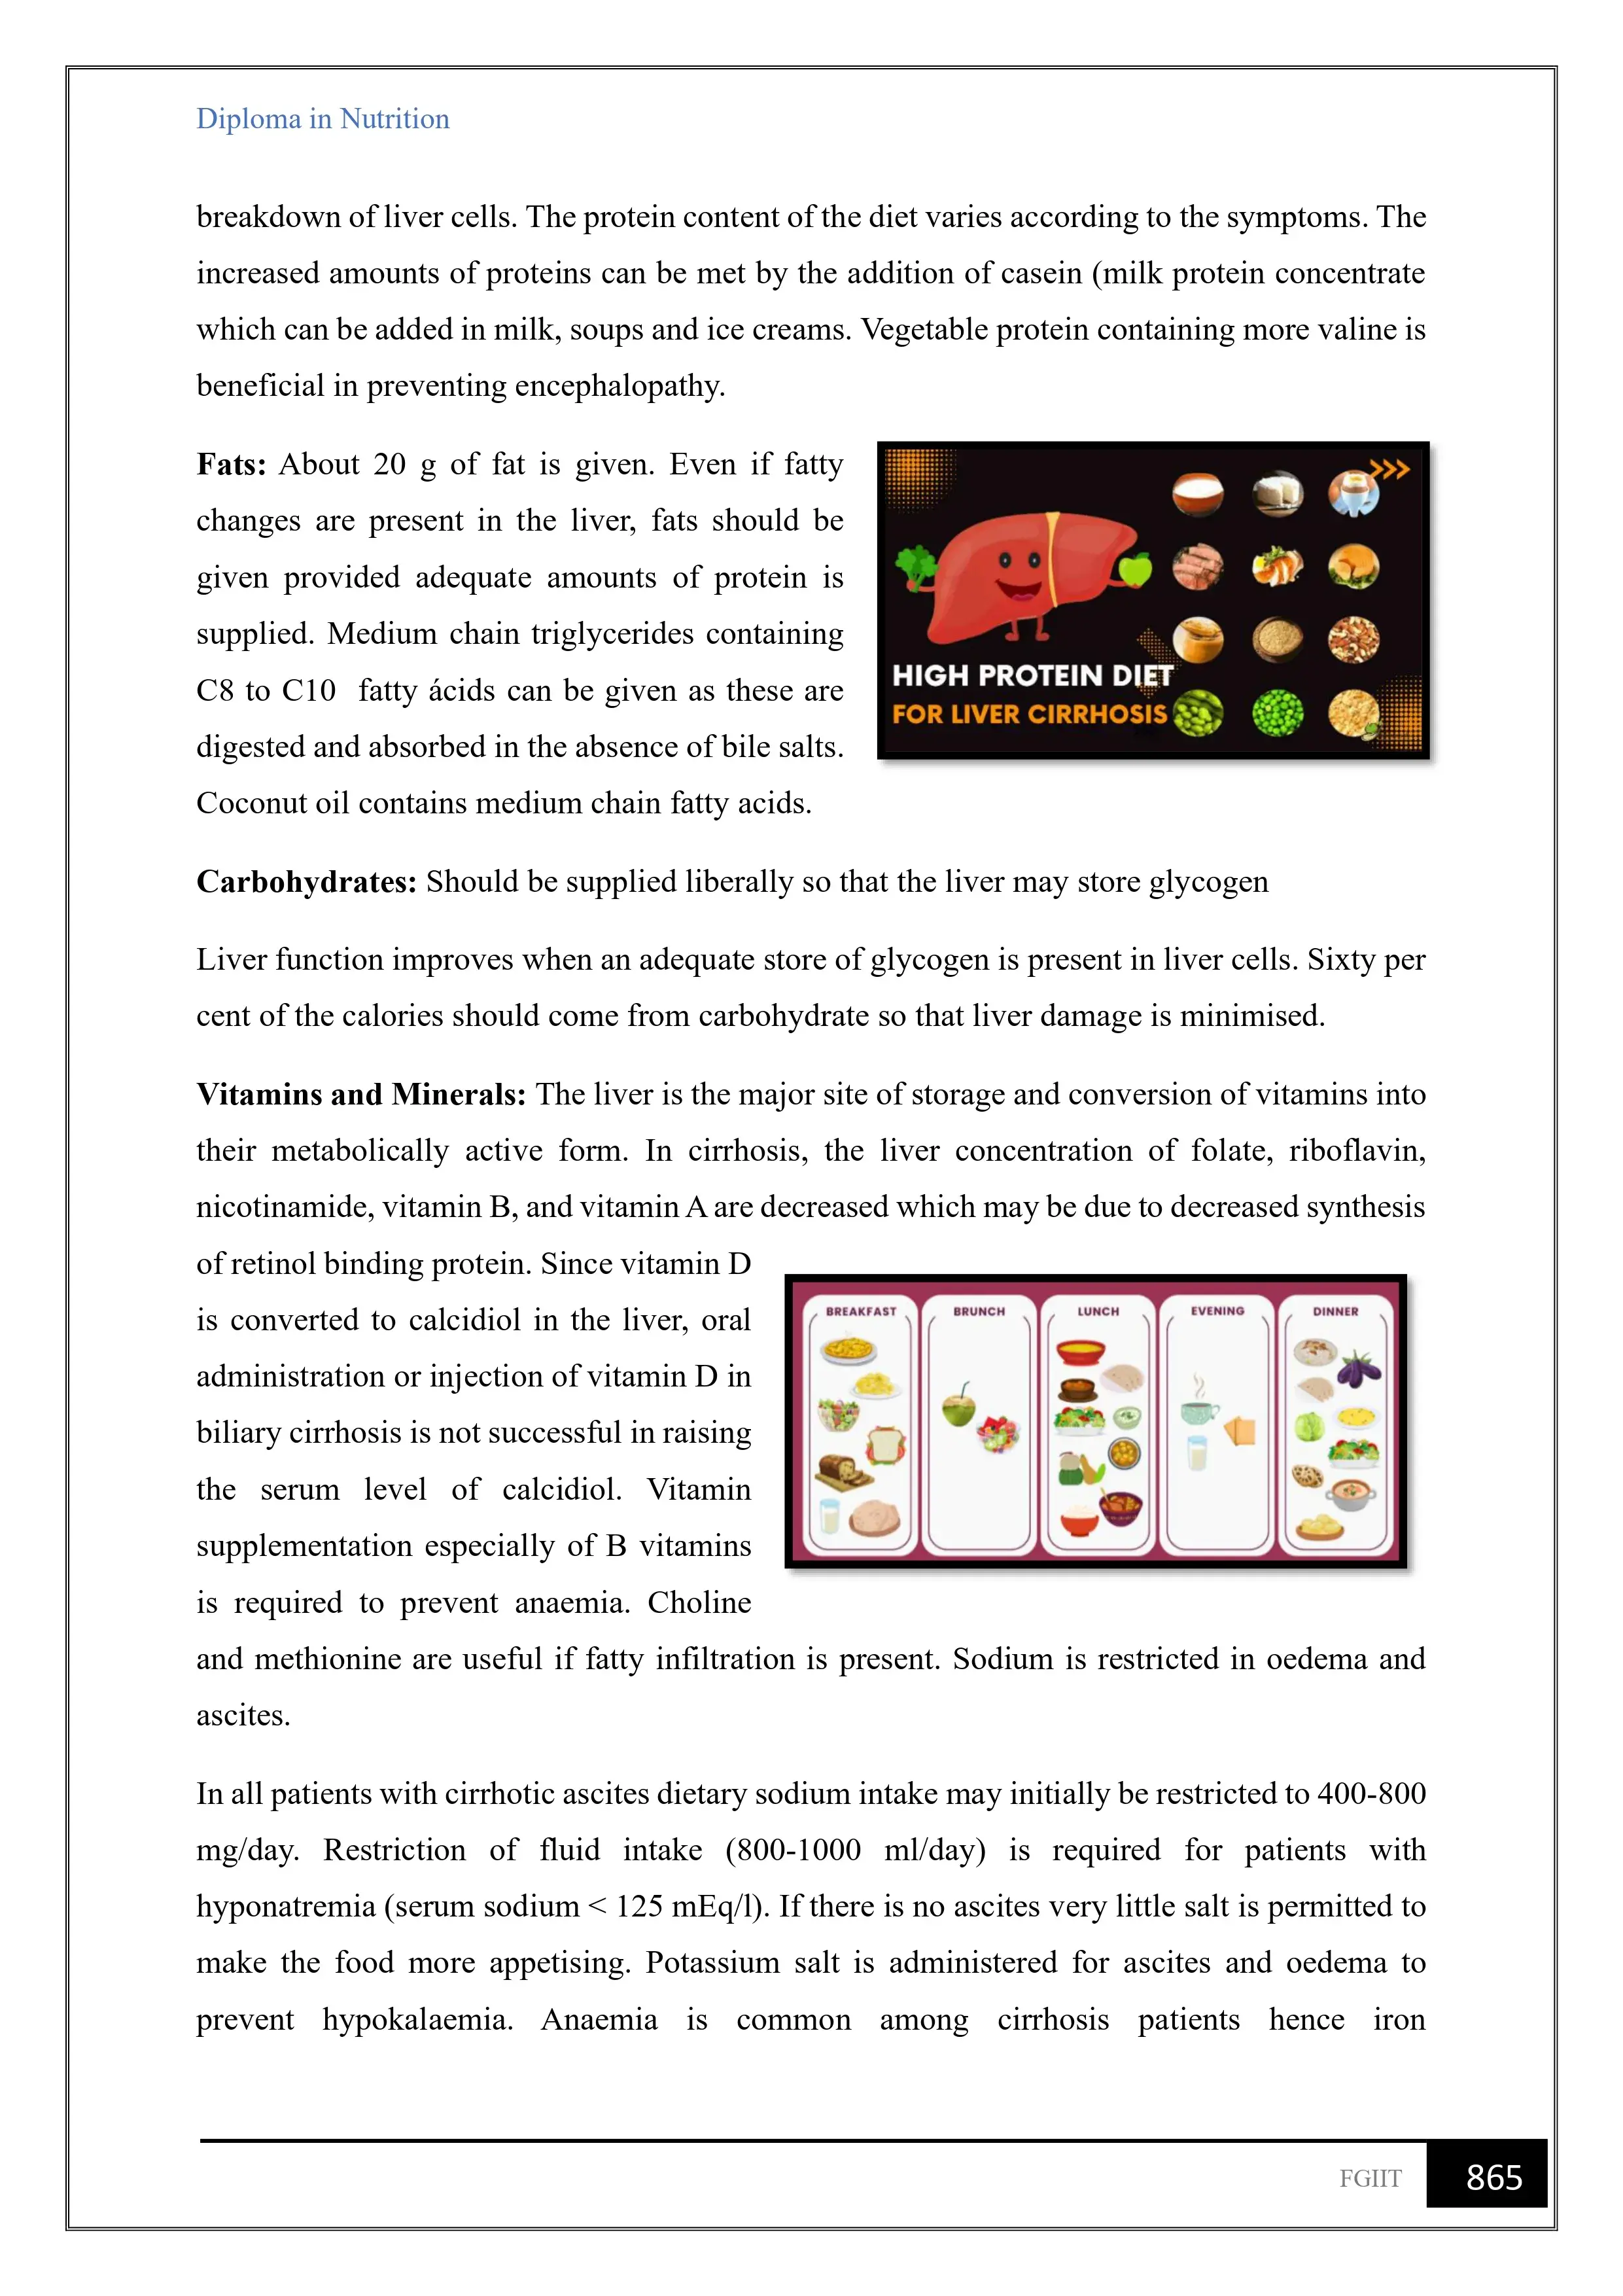 Diploma in Nutrition
breakdown of liver cells. The protein content of the diet varies according to the symptoms. The
increased amounts of proteins can be met by the addition of casein (milk protein concentrate
which can be added in milk, soups and ice creams. Vegetable protein containing more valine is
beneficial in preventing encephalopathy.
Fats: About 20 g of fat is given. Even if fatty
changes are present in the liver, fats should be
given provided adequate amounts of protein is
supplied. Medium chain triglycerides containing
C8 to C10 fatty ácids can be given as these are
digested and absorbed in the absence of bile salts.
Coconut oil contains medium chain fatty acids.
HIGH PROTEIN DIET
FOR LIVER CIRRHOSIS
Carbohydrates: Should be supplied liberally so that the liver may store glycogen
Liver function improves when an adequate store of glycogen is present in liver cells. Sixty per
cent of the calories should come from carbohydrate so that liver damage is minimised.
Vitamins and Minerals: The liver is the major site of storage and conversion of vitamins into
their metabolically active form. In cirrhosis, the liver concentration of folate, riboflavin,
nicotinamide, vitamin B, and vitamin A are decreased which may be due to decreased synthesis
of retinol binding protein. Since vitamin D
is converted to calcidiol in the liver, oral
administration or injection of vitamin D in
biliary cirrhosis is not successful in raising
the serum level of calcidiol. Vitamin
supplementation especially of B vitamins
is required to prevent anaemia. Choline
BREAKFAST BRUNCH LUNCH EVENING DINNER
and methionine are useful if fatty infiltration is present. Sodium is restricted in oedema and
ascites.
In all patients with cirrhotic ascites dietary sodium intake may initially be restricted to 400-800
mg/day. Restriction of fluid intake (800-1000 ml/day) is required for patients with
hyponatremia (serum sodium < 125 mEq/l). If there is no ascites very little salt is permitted to
make the food more appetising. Potassium salt is administered for ascites and oedema to
prevent hypokalaemia. Anaemia is common among cirrhosis patients hence iron
FGIIT 865